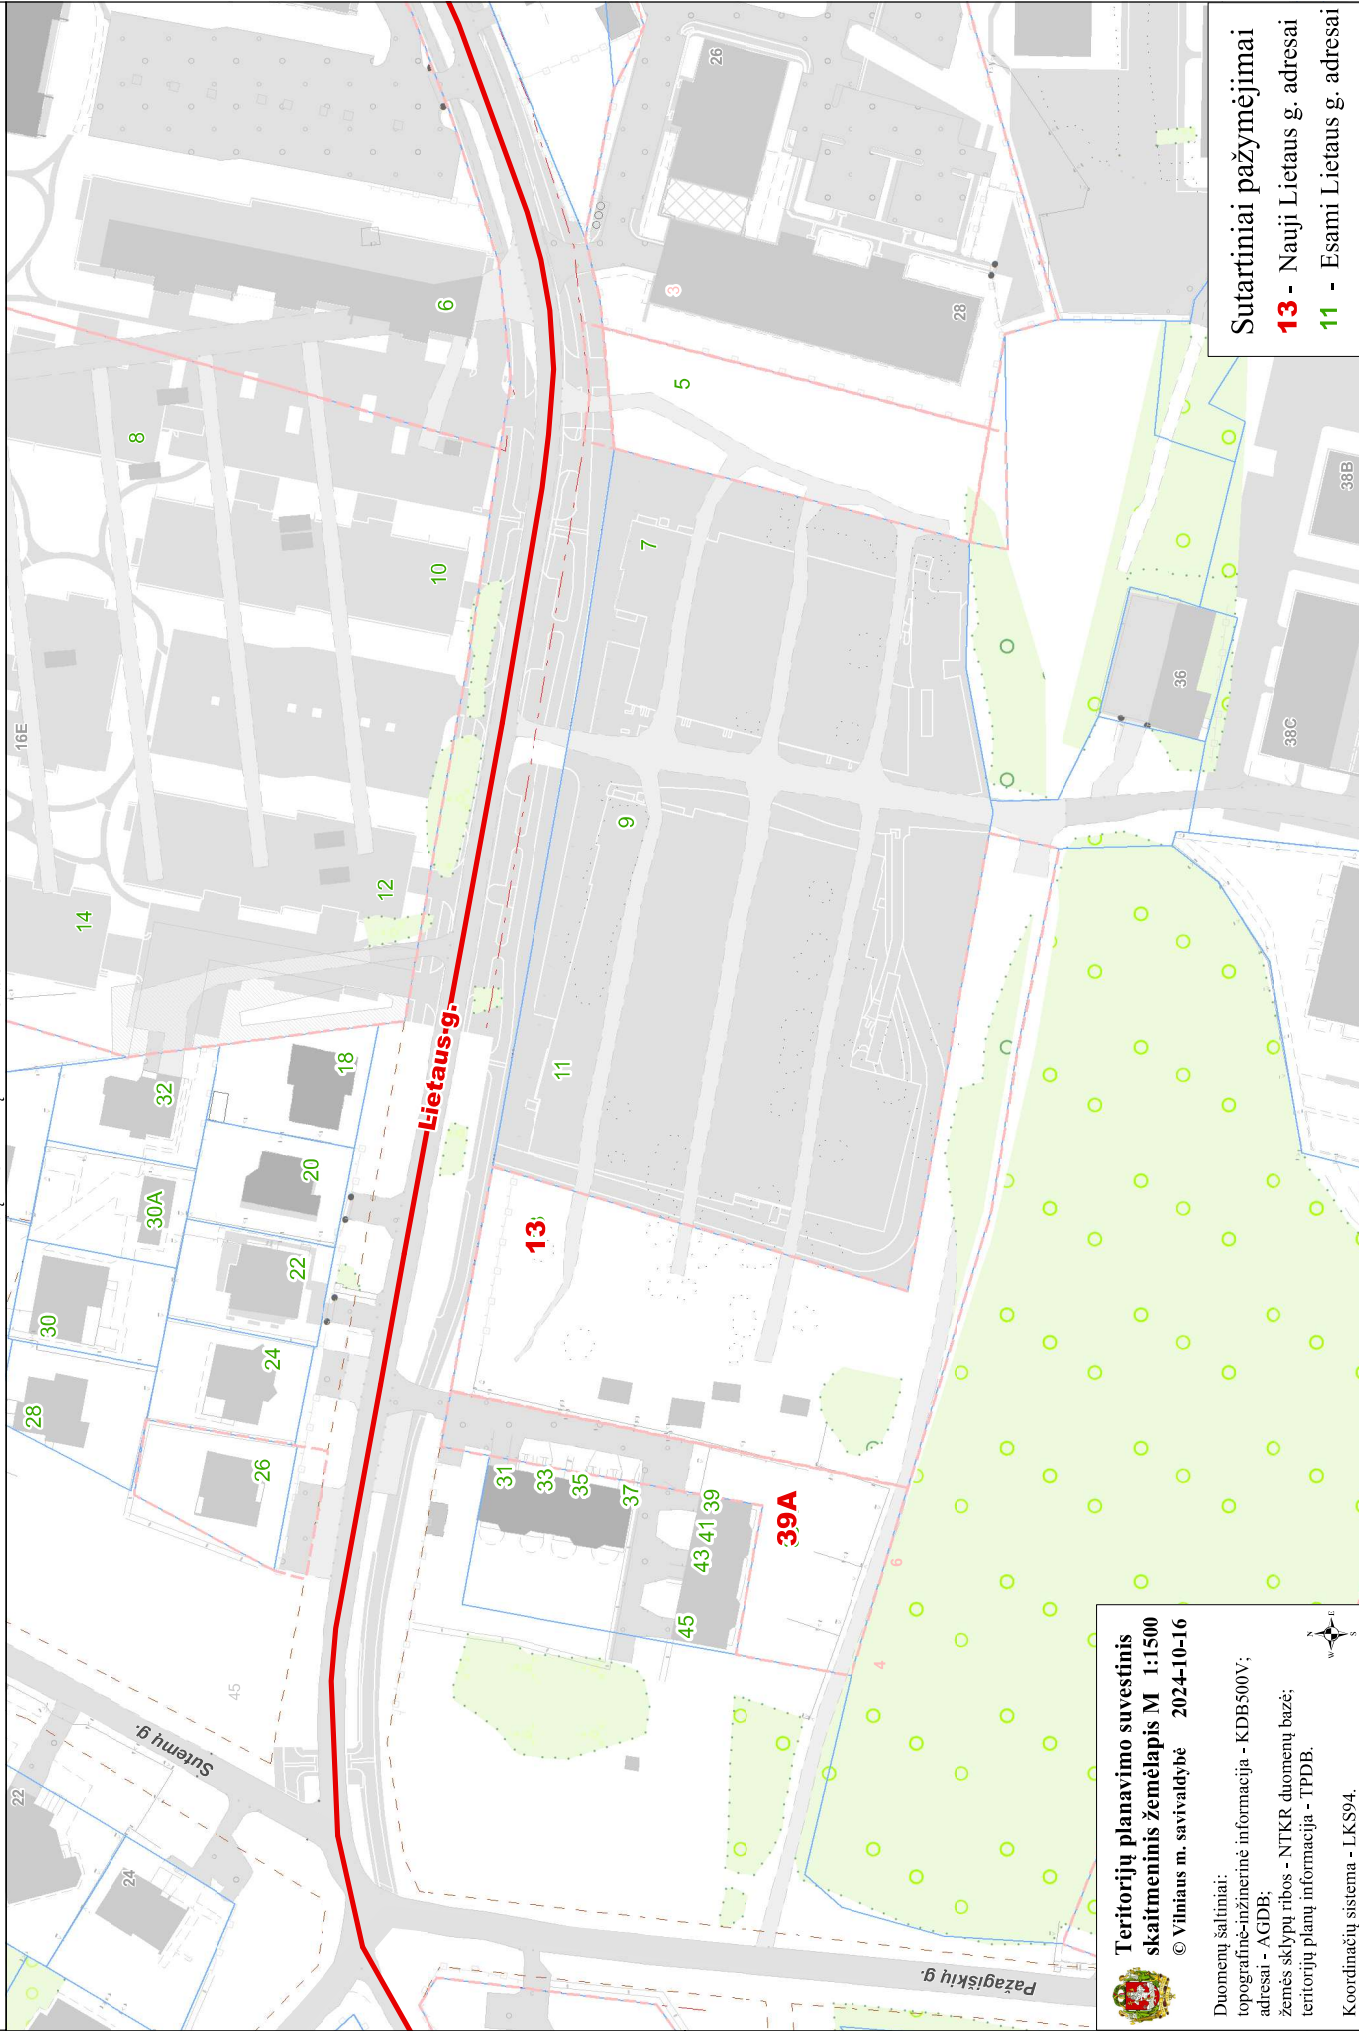 Teritorijų planavimo suvestinis
skaitmeninis žemėlapis M 1:1500
© Vilniaus m. savivaldybė 2024-10-16
Duomenų šaltiniai:
topografinė-inžinerinė informacija - KDB500V;
adresai - AGDB;
žemės sklypų ribos - NTKR duomenų bazė;
teritorijų planų informacija - TPDB.
Koordinačių sistema - LKS94.
N
W
E
S
Sutartiniai pažymėjimai
13 - Nauji Lietaus g. adresai
11 - Esami Lietaus g. adresai
Lietaus g.
Sutemų g.
Pažagiškių g.
22
24
45
28
30
30A
32
14
16E
8
26
24
22
20
18
12
10
6
31
33
35
37
39
41
43
45
39A
13
11
9
7
5
3
26
28
4
6
36
38C
38B